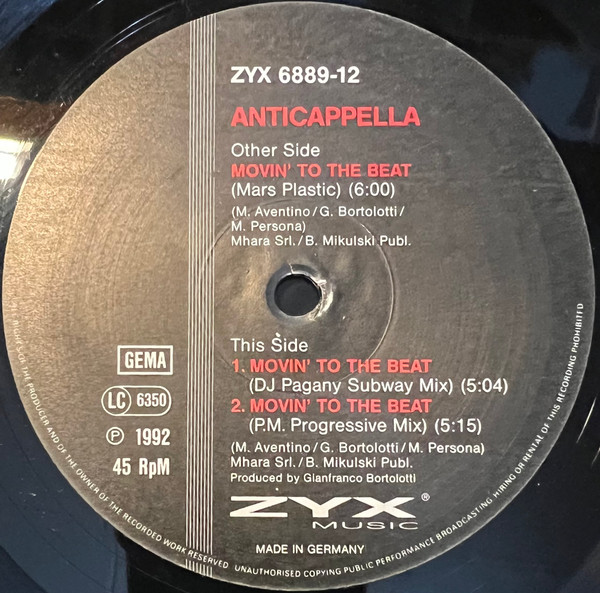 ZYX 6889-12
ANTICAPPELLA
Other Side
MOVIN' TO THE BEAT
(Mars Plastic) (6:00)
(M. Aventino/G. Bortolotti/
M. Persona)
Mhara Srl./B. Mikulski Publ.
This Side
1. MOVIN' TO THE BEAT
(DJ Pagany Subway Mix) (5:04)
2. MOVIN' TO THE BEAT
(P.M. Progressive Mix) (5:15)
(M. Aventino/G. Bortolotti/M. Persona)
Mhara Srl./B. Mikulski Publ.
Produced by Gianfranco Bortolotti
GEMA
LC 6350
℗ 1992
45 RpM
ZYX®
MUSIC
MADE IN GERMANY
RIGHTS OF THE PRODUCER AND OF THE OWNER OF THE RECORDED WORK RESERVED UNAUTHORISED COPYING PUBLIC PERFORMANCE BROADCASTING HIRING OR RENTAL OF THIS RECORDING PROHIBITED